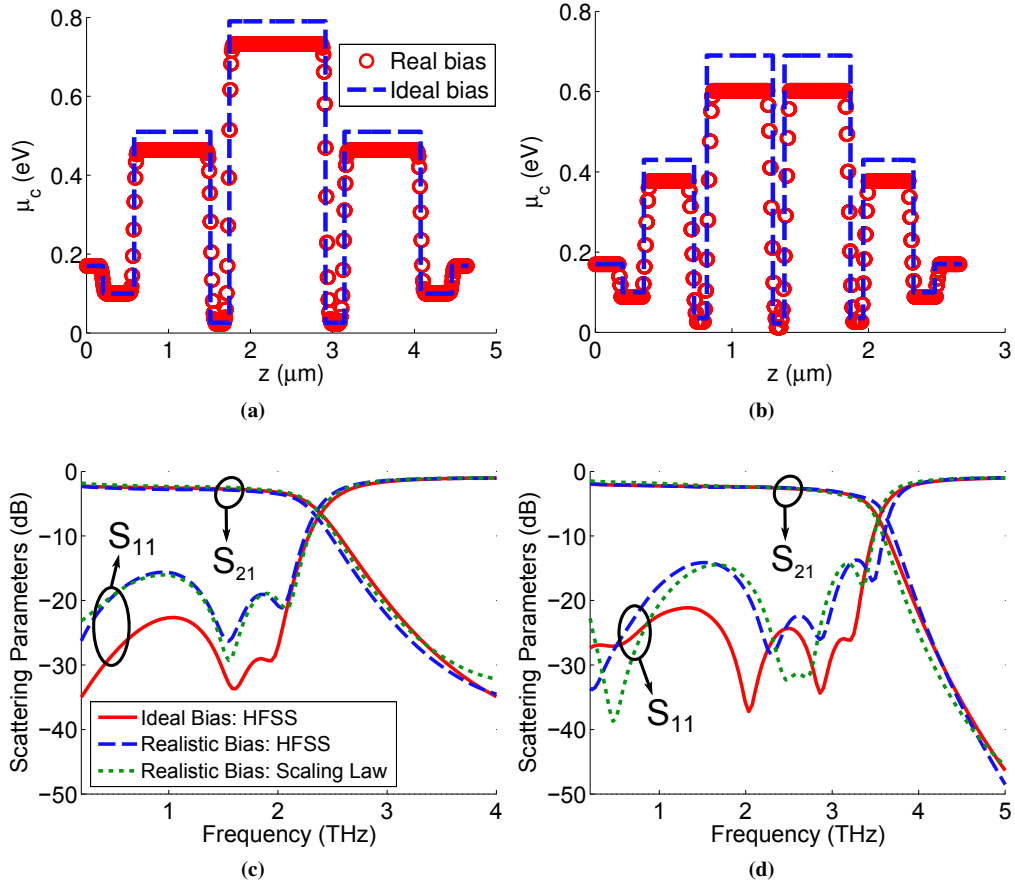 0.8
0.6
0.4
0.2
0
μc (eV)
Real bias
Ideal bias
0 1 2 3 4 5
z (μm)
(a)
0.8
0.6
0.4
0.2
0
μc (eV)
0 1 2 3
z (μm)
(b)
0
−10
−20
−30
−40
−50
Scattering Parameters (dB)
S11
S21
Ideal Bias: HFSS
Realistic Bias: HFSS
Realistic Bias: Scaling Law
1 2 3 4
Frequency (THz)
(c)
0
−10
−20
−30
−40
−50
Scattering Parameters (dB)
S21
S11
1 2 3 4 5
Frequency (THz)
(d)